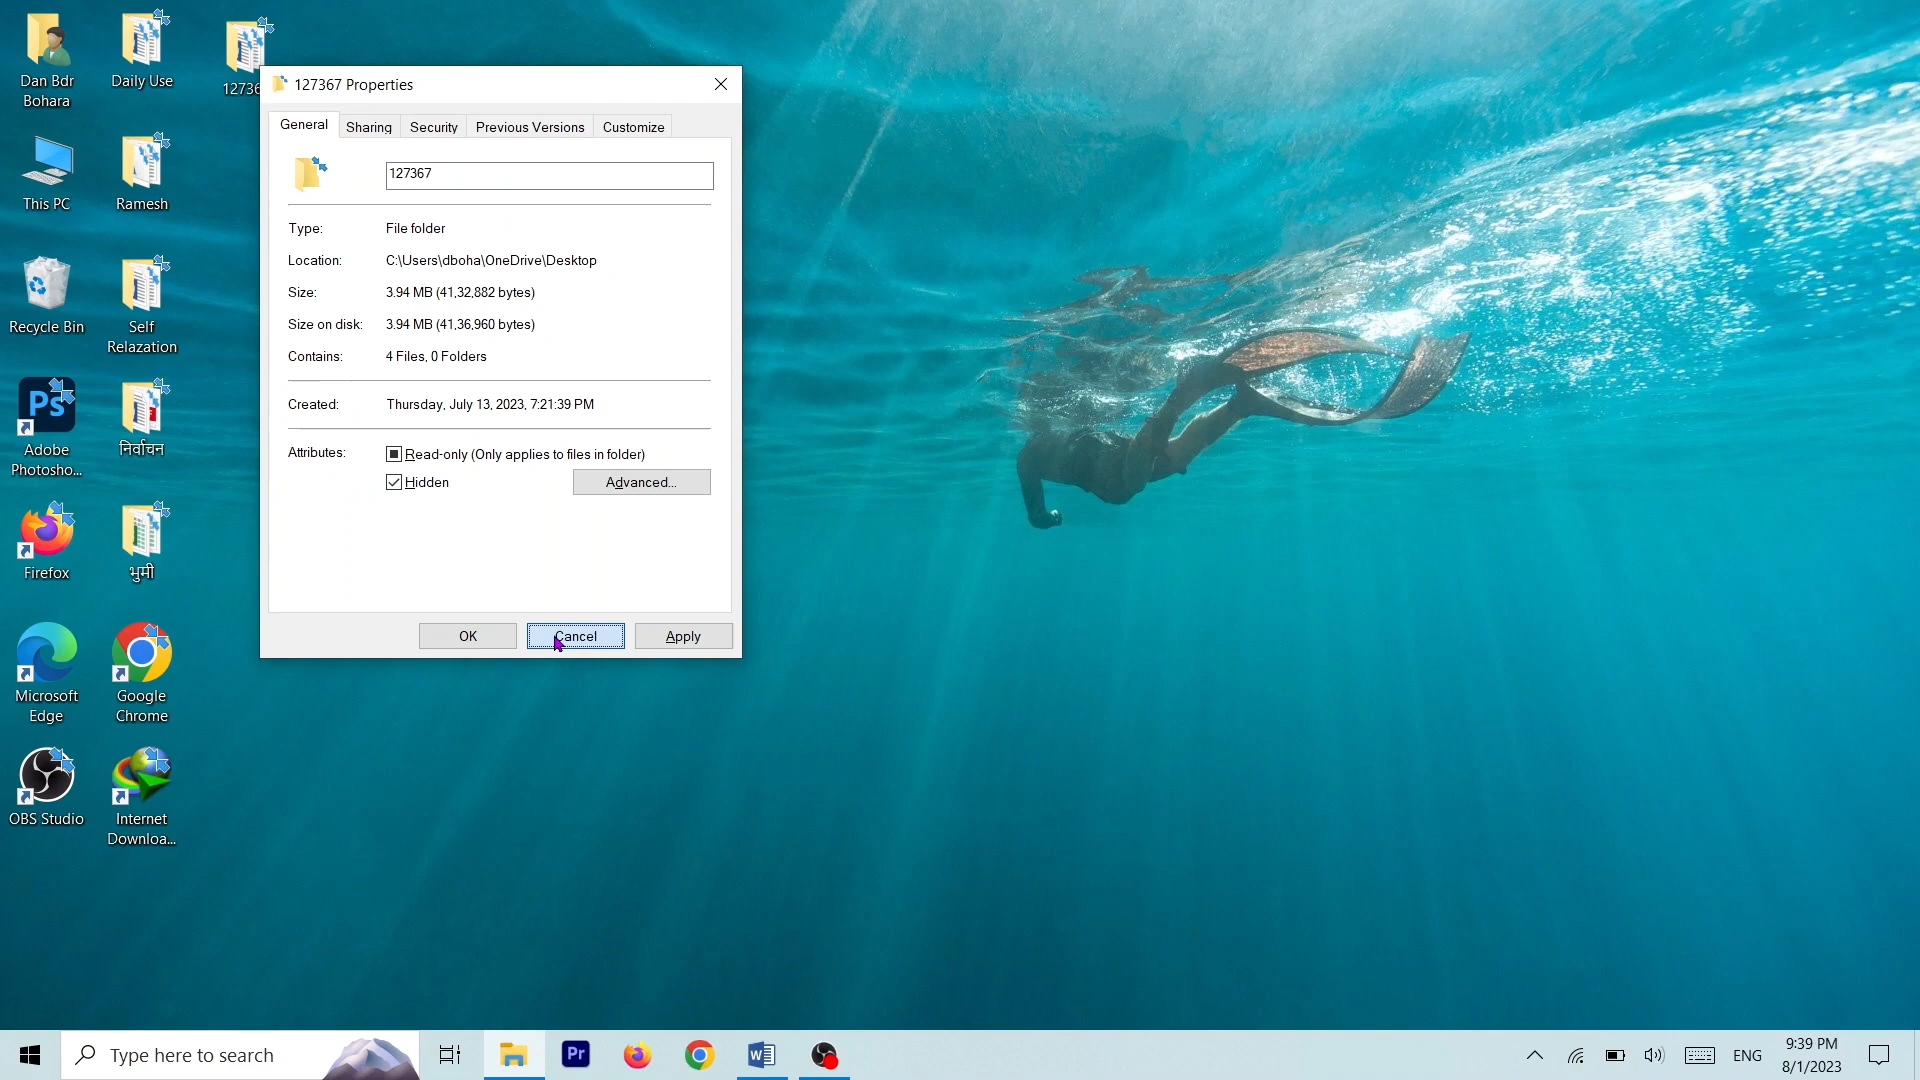 Dan Bdr
Bohara
Daily Use
This PC
Ramesh
Recycle Bin
Self
Relazation
Ps
Adobe
Photosho...
निर्वाचन
Firefox
भुमी
Microsoft
Edge
Google
Chrome
OBS Studio
Internet
Downloa...
127367 Properties
General
Sharing
Security
Previous Versions
Customize
127367
Type:
File folder
Location:
C:\Users\dboha\OneDrive\Desktop
Size:
3.94 MB (41,32,882 bytes)
Size on disk:
3.94 MB (41,36,960 bytes)
Contains:
4 Files, 0 Folders
Created:
Thursday, July 13, 2023, 7:21:39 PM
Attributes:
Read-only (Only applies to files in folder)
Hidden
Advanced...
OK
Cancel
Apply
Type here to search
Pr
ENG
9:39 PM
8/1/2023